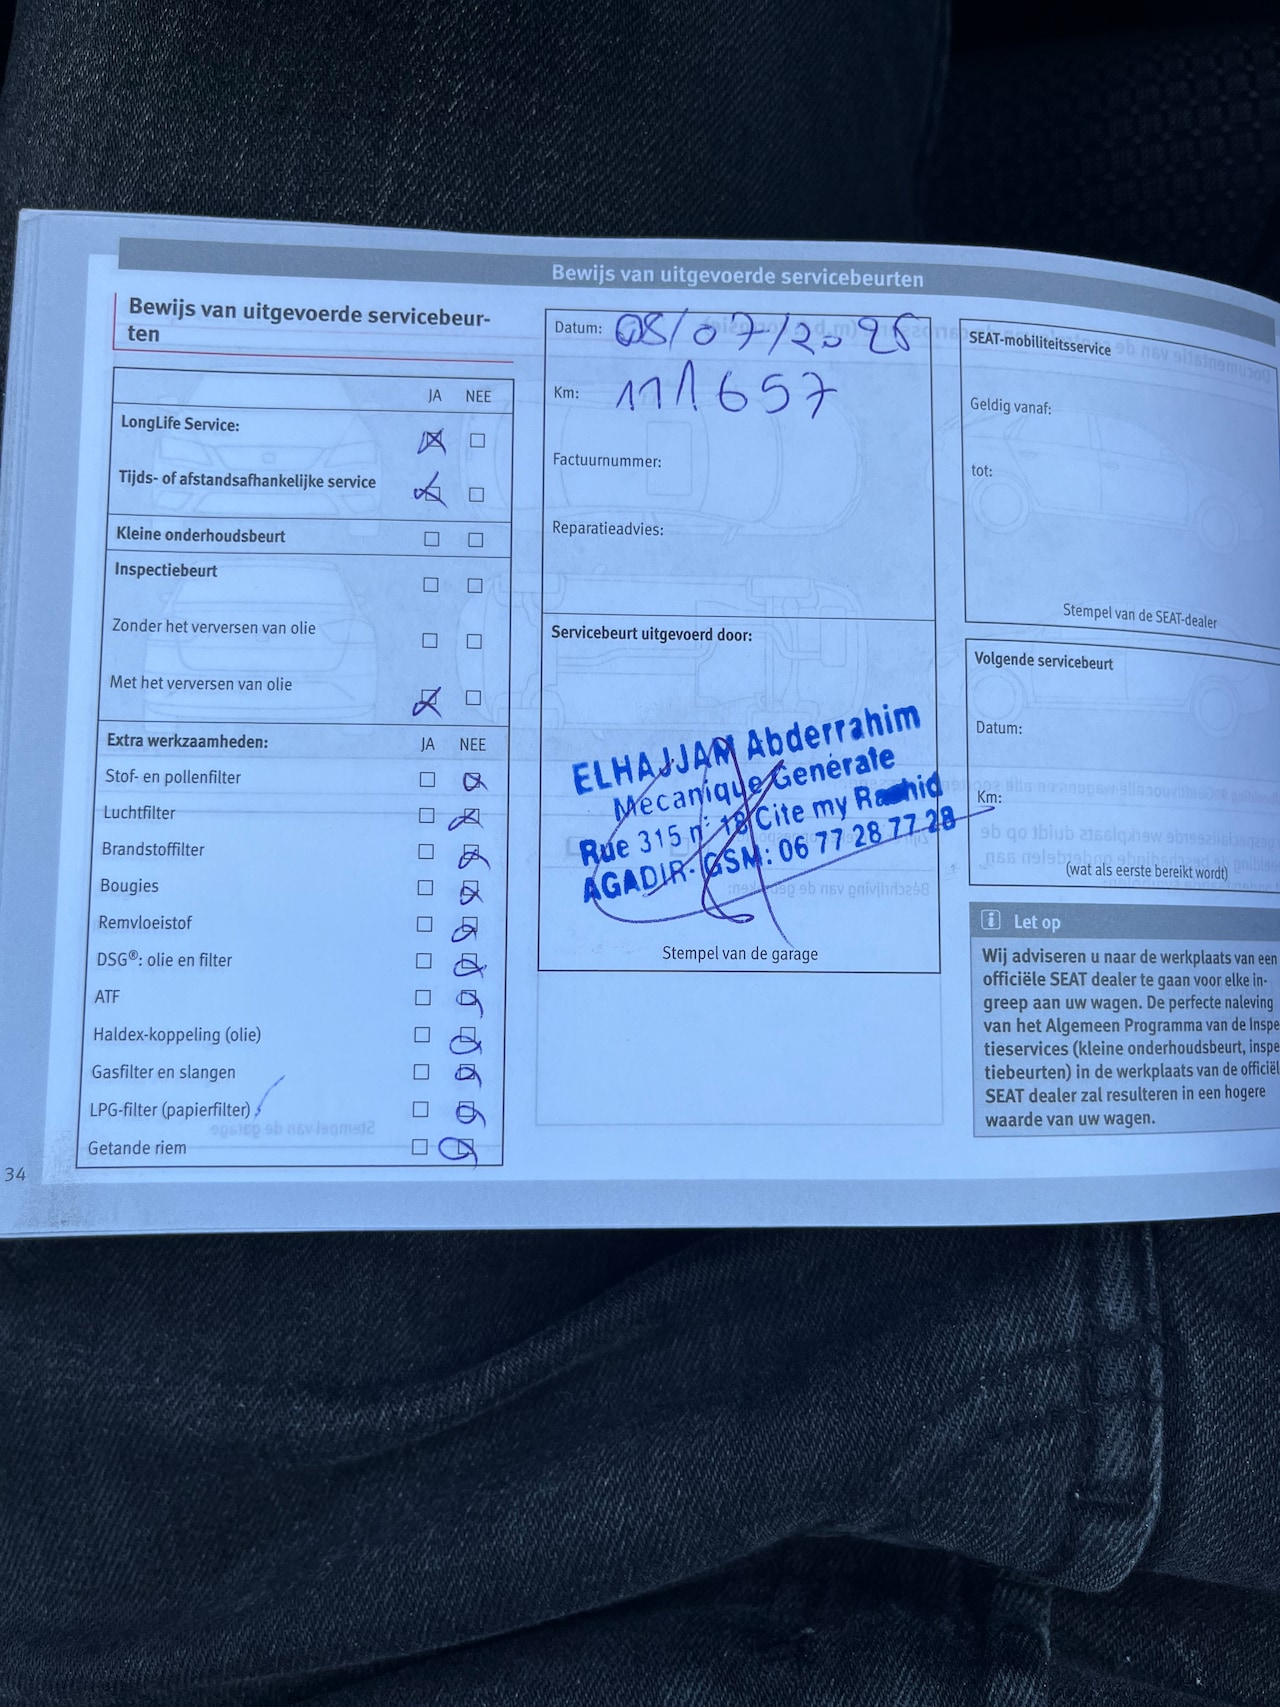 Bewijs van uitgevoerde servicebeurten
Bewijs van uitgevoerde servicebeur-
ten
JA NEE
LongLife Service:
Tijds- of afstandsafhankelijke service
Kleine onderhoudsbeurt
Inspectiebeurt
Zonder het verversen van olie
Met het verversen van olie
Extra werkzaamheden: JA NEE
Stof- en pollenfilter
Luchtfilter
Brandstoffilter
Bougies
Remvloeistof
DSG®: olie en filter
ATF
Haldex-koppeling (olie)
Gasfilter en slangen
LPG-filter (papierfilter)
Getande riem
34
Datum: 08/07/2025
Km: 111657
Factuurnummer:
Reparatieadvies:
Servicebeurt uitgevoerd door:
ELHAJJAM Abderrahim
Mecanique Generate
Rue 315 n° 18 Cite my Rashid
AGADIR- GSM: 06 77 28 77 28
Stempel van de garage
SEAT-mobiliteitsservice
Geldig vanaf:
tot:
Stempel van de SEAT-dealer
Volgende servicebeurt
Datum:
Km:
(wat als eerste bereikt wordt)
i Let op
Wij adviseren u naar de werkplaats van een
officiële SEAT dealer te gaan voor elke in-
greep aan uw wagen. De perfecte naleving
van het Algemeen Programma van de Inspe
tieservices (kleine onderhoudsbeurt, inspe
tiebeurten) in de werkplaats van de officiël
SEAT dealer zal resulteren in een hogere
waarde van uw wagen.